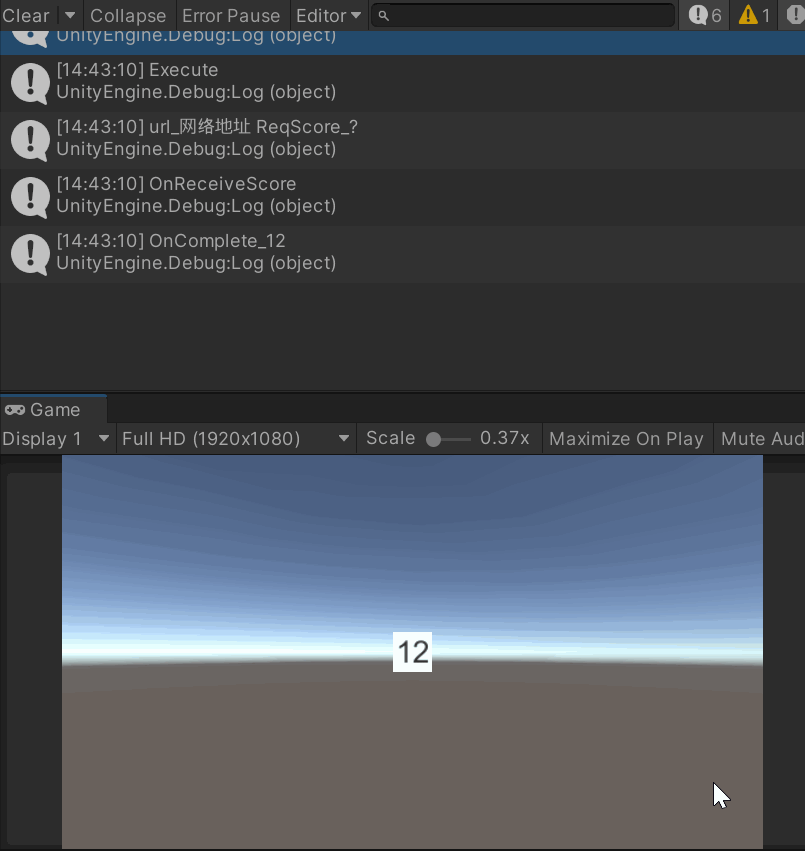 Clear Collapse Error Pause Editor 6 1
UnityEngine.Debug:Log (object)
[14:43:10] Execute
UnityEngine.Debug:Log (object)
[14:43:10] url_网络地址 ReqScore_?
UnityEngine.Debug:Log (object)
[14:43:10] OnReceiveScore
UnityEngine.Debug:Log (object)
[14:43:10] OnComplete_12
UnityEngine.Debug:Log (object)
Game
Display 1 Full HD (1920x1080) Scale 0.37x Maximize On Play Mute Aud
12